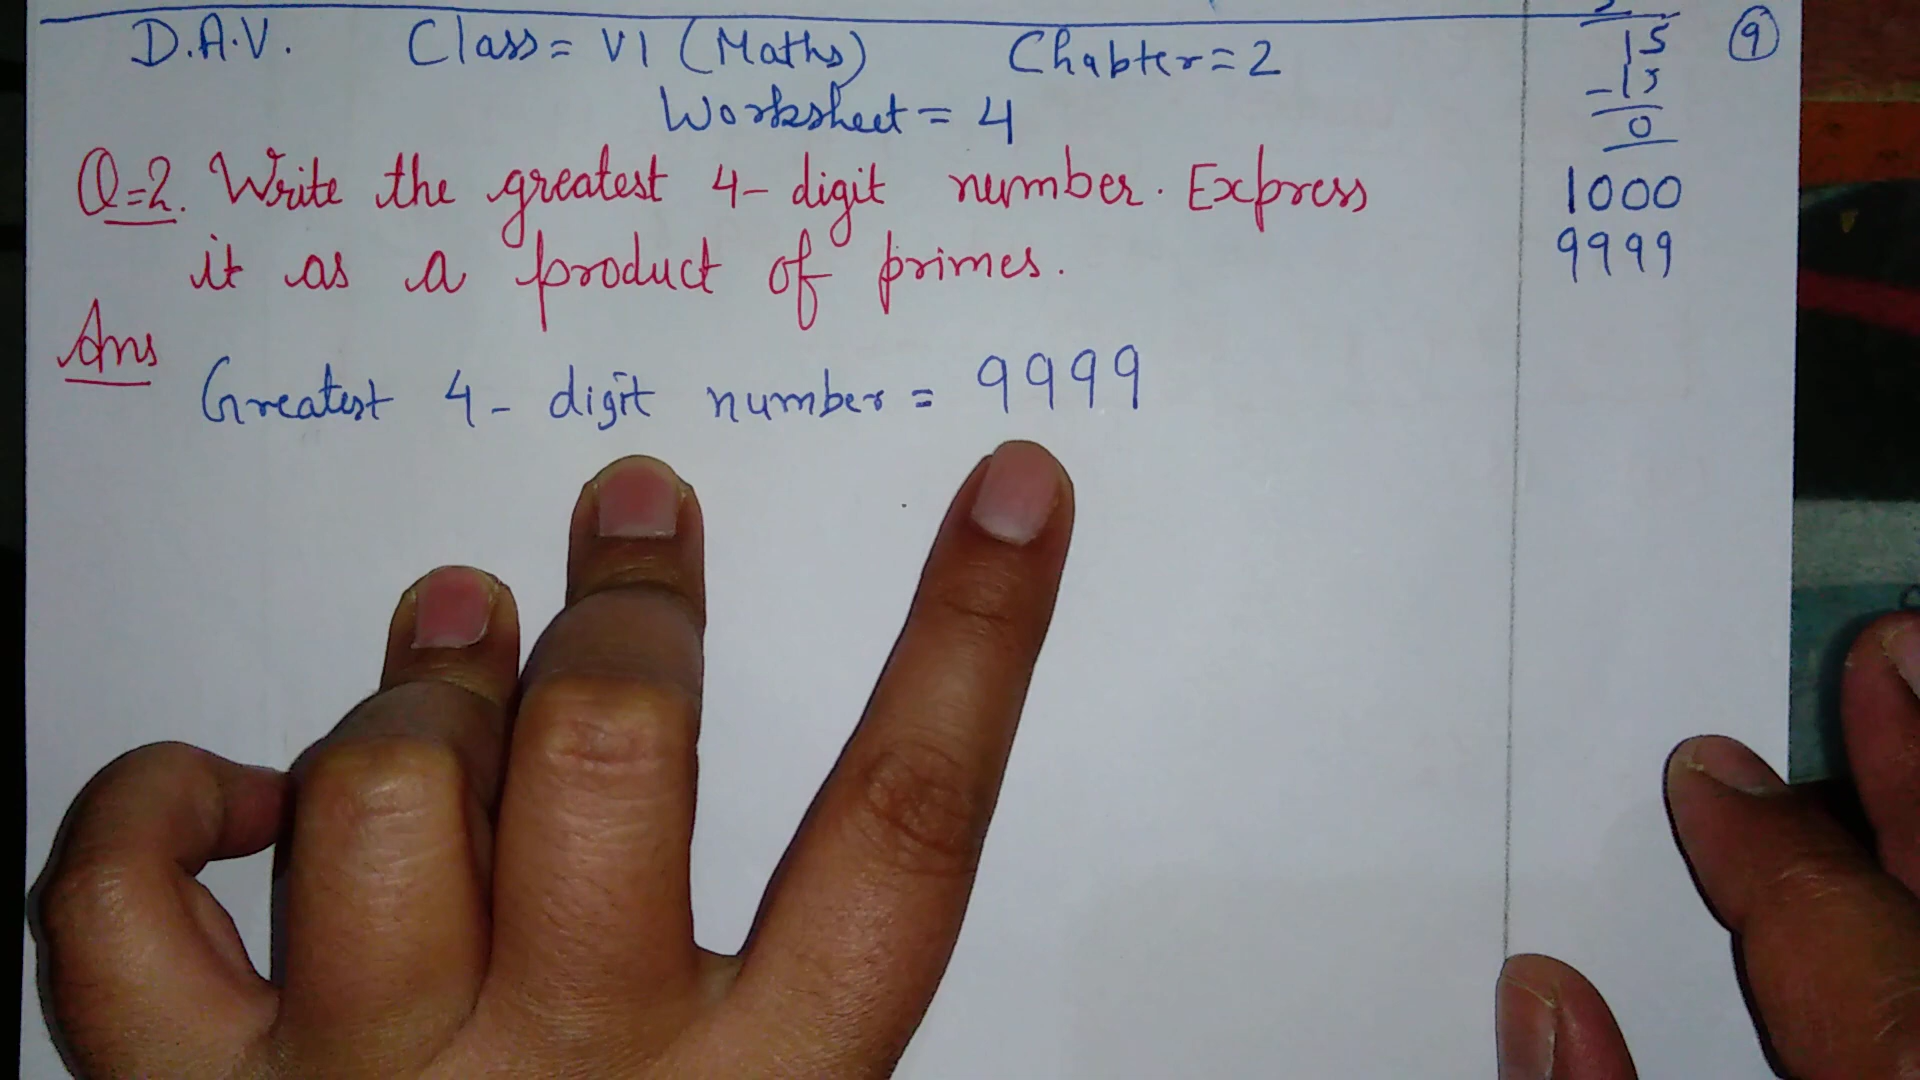 D.A.V. Class = VI (Maths) Chabter = 2
Worksheet = 4
Q=2. Write the greatest 4-digit number. Express
it as a product of primes.
Ans
Greatest 4-digit number = 9999
15
-15
0
1000
9999
9